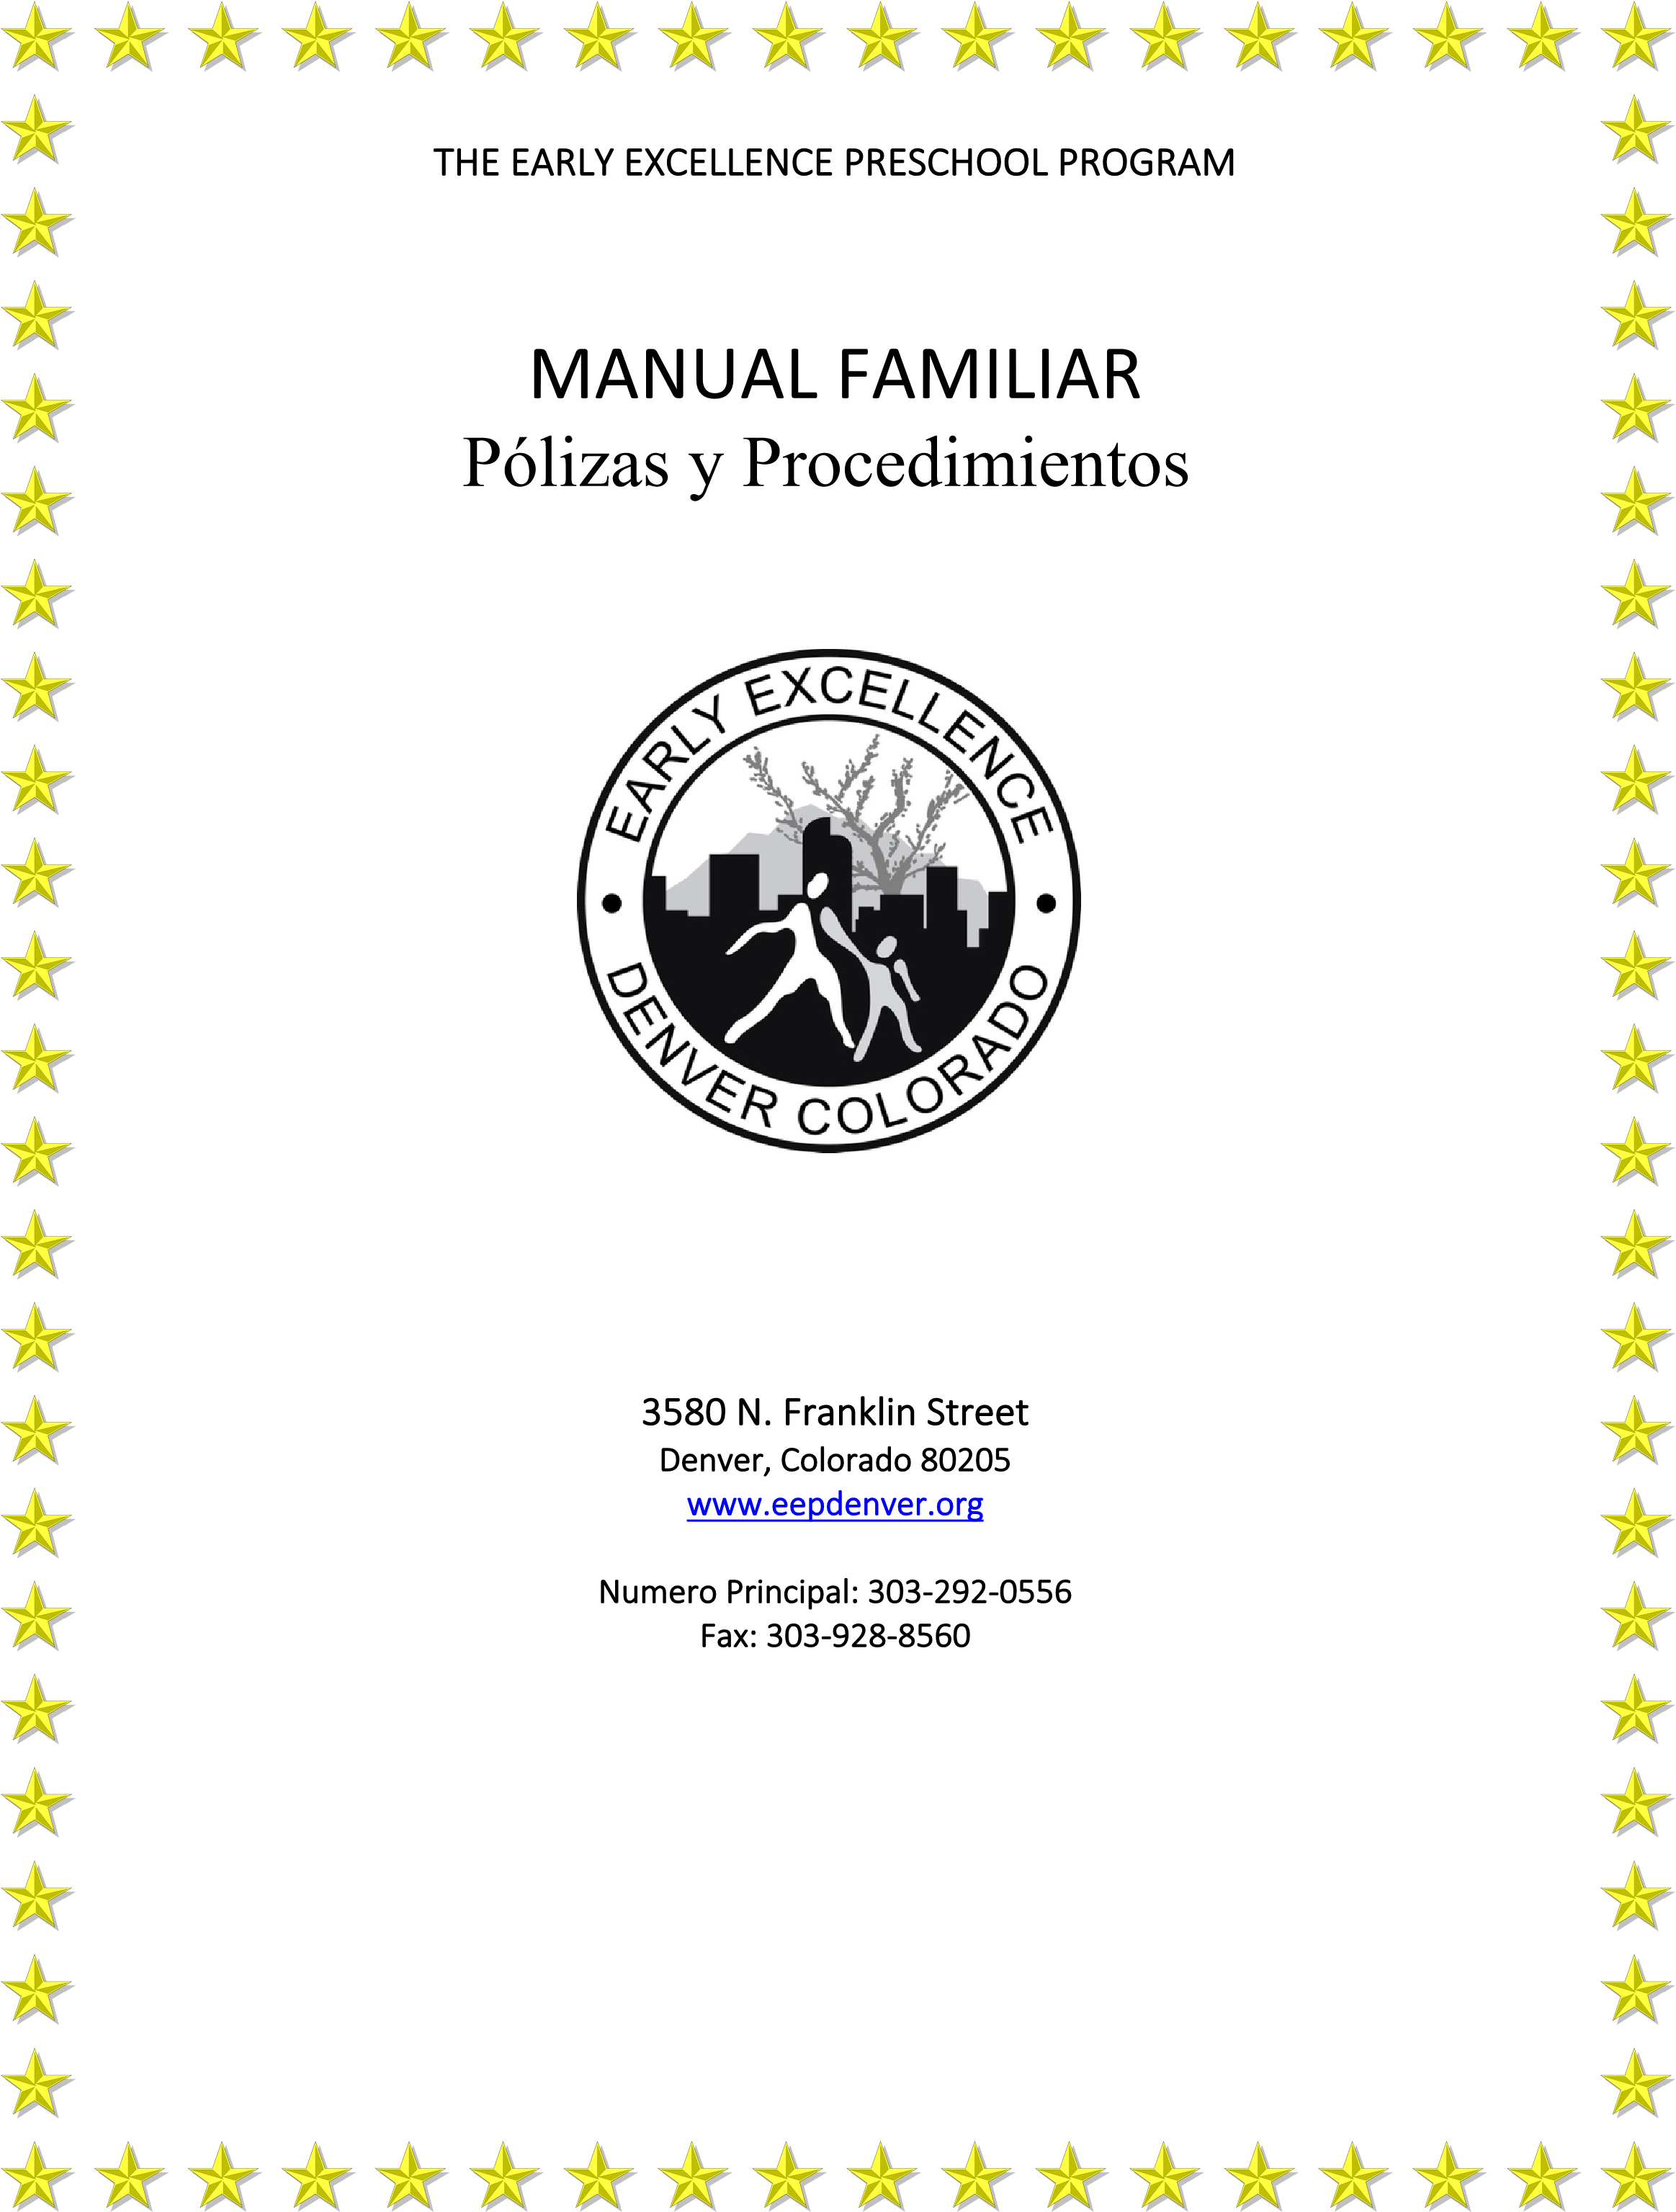 THE EARLY EXCELLENCE PRESCHOOL PROGRAM
MANUAL FAMILIAR
Pólizas y Procedimientos
EARLY EXCELLENCE
DENVER COLORADO
3580 N. Franklin Street
Denver, Colorado 80205
www.eepdenver.org
Numero Principal: 303-292-0556
Fax: 303-928-8560